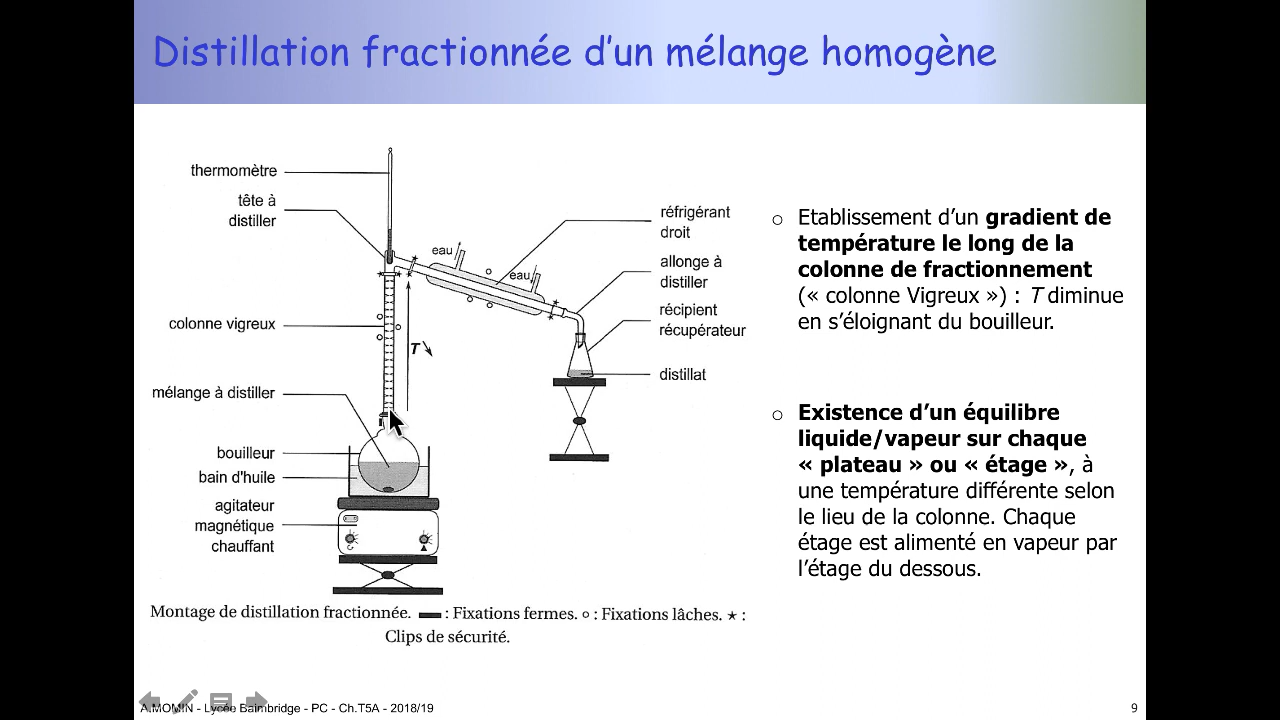 Distillation fractionnée d’un mélange homogène
thermomètre
tête à
distiller
colonne vigreux
mélange à distiller
bouilleur
bain d'huile
agitateur
magnétique
chauffant
eau
eau
T
réfrigérant
droit
allonge à
distiller
récipient
récupérateur
distillat
Montage de distillation fractionnée. : Fixations fermes. o : Fixations lâches. ★ :
Clips de sécurité.
o Etablissement d’un gradient de
température le long de la
colonne de fractionnement
(« colonne Vigreux ») : T diminue
en s’éloignant du bouilleur.
o Existence d’un équilibre
liquide/vapeur sur chaque
« plateau » ou « étage », à
une température différente selon
le lieu de la colonne. Chaque
étage est alimenté en vapeur par
l’étage du dessous.
A.MOMIN - Lycée Baimbridge - PC - Ch.T5A - 2018/19
9